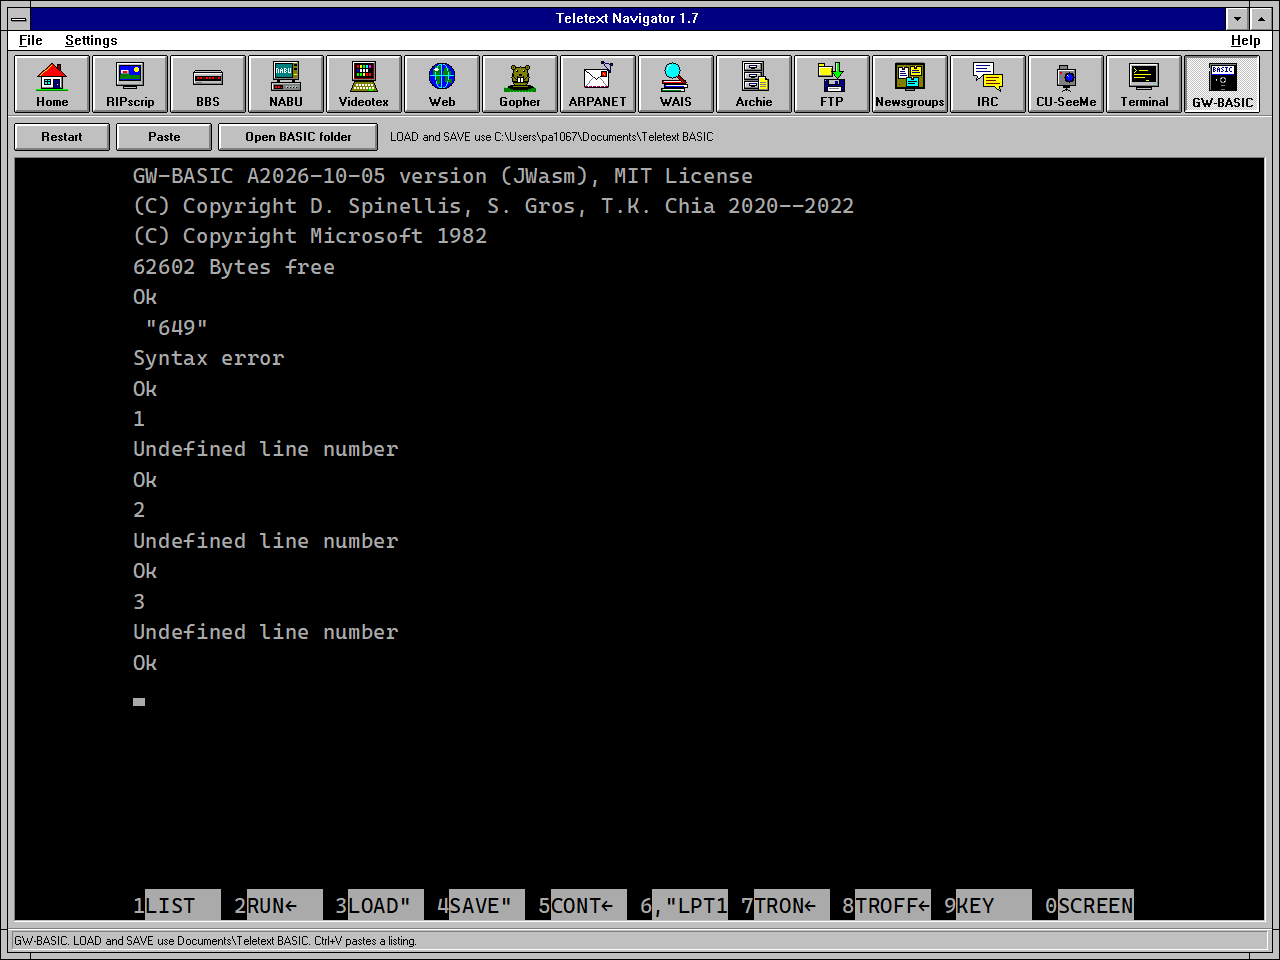 Teletext Navigator 1.7
File Settings Help
BASIC
NABU
Home RIPscrip BBS NABU Videotex Web Gopher ARPANET WAIS Archie FTP Newsgroups IRC CU-SeeMe Terminal GW-BASIC
Restart Paste Open BASIC folder LOAD and SAVE use C:\Users\pa1067\Documents\Teletext BASIC
GW-BASIC A2026-10-05 version (JWasm), MIT License
(C) Copyright D. Spinellis, S. Gros, T.K. Chia 2020--2022
(C) Copyright Microsoft 1982
62602 Bytes free
Ok
"649"
Syntax error
Ok
1
Undefined line number
Ok
2
Undefined line number
Ok
3
Undefined line number
Ok
1LIST 2RUN← 3LOAD" 4SAVE" 5CONT← 6,"LPT1 7TRON← 8TROFF← 9KEY 0SCREEN
GW-BASIC. LOAD and SAVE use Documents\Teletext BASIC. Ctrl+V pastes a listing.